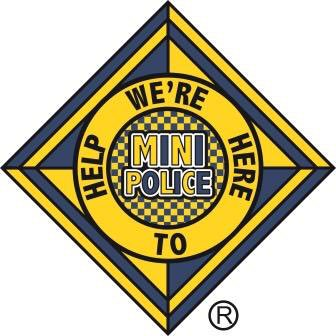 WE'RE HERE TO HELP
MINI
POLICE
®